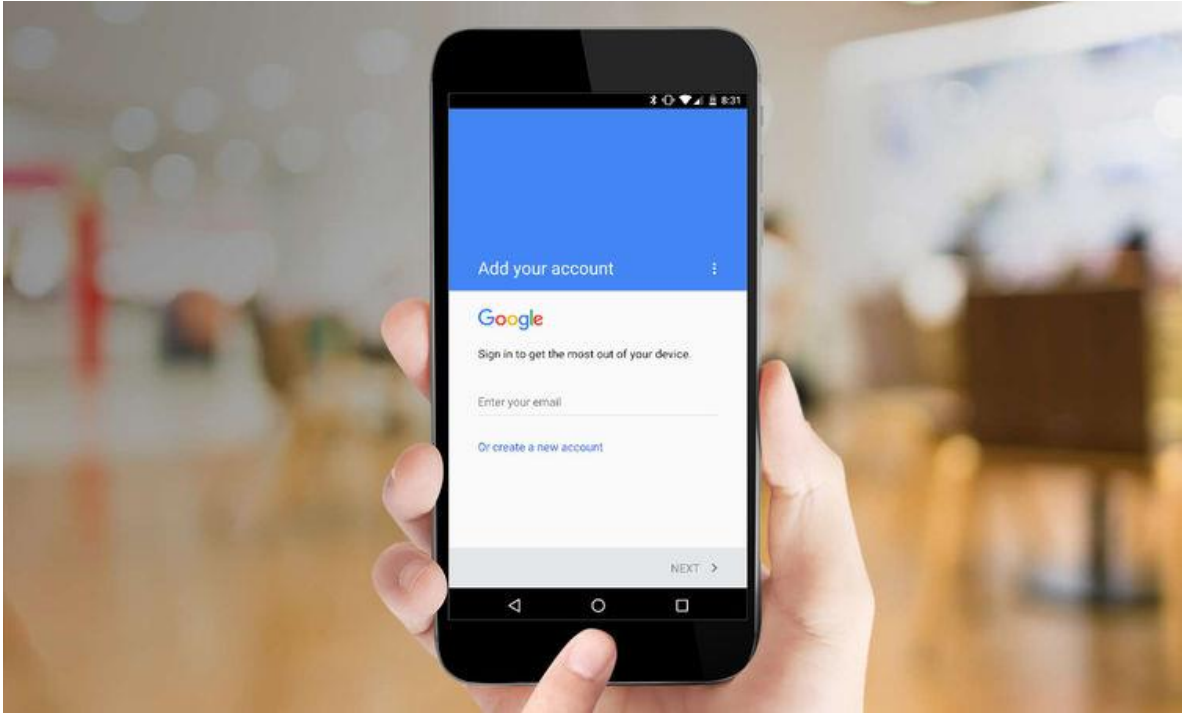 8:31
Add your account
Google
Sign in to get the most out of your device.
Enter your email
Or create a new account
NEXT